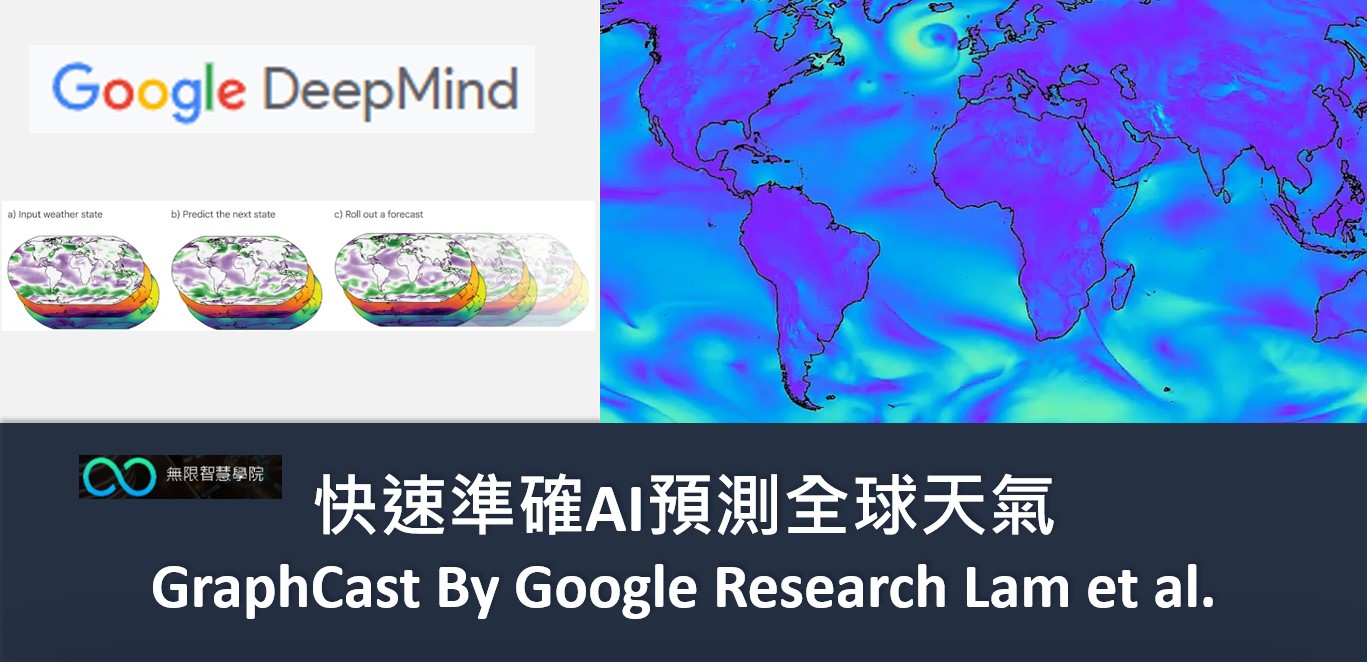 Google DeepMind
a) Input weather state
b) Predict the next state
c) Roll out a forecast
無限智慧學院
快速準確AI預測全球天氣
GraphCast By Google Research Lam et al.